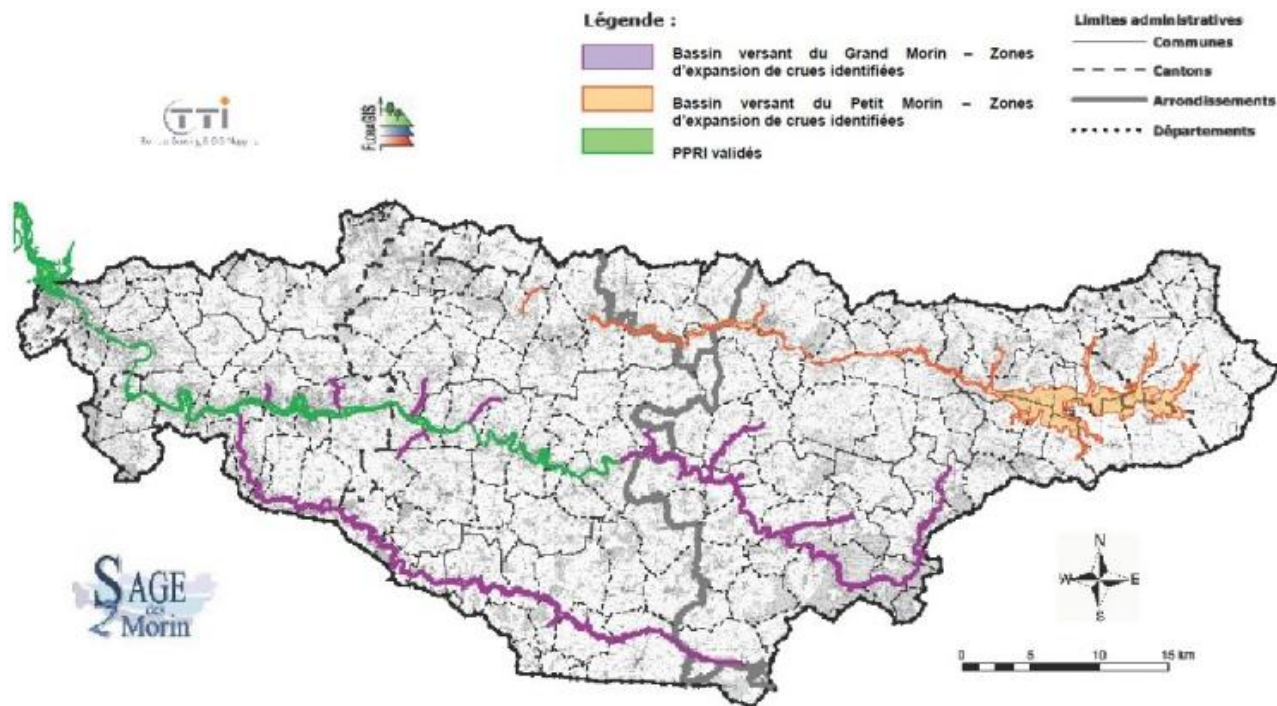 Légende :
Bassin versant du Grand Morin – Zones
d'expansion de crues identifiées
Bassin versant du Petit Morin – Zones
d'expansion de crues identifiées
PPRI validés
Limites administratives
Communes
Cantons
Arrondissements
Départements
TTI
FLORAGIS
SAGE
des
Morin
N
W E
S
0 5 10 15 km